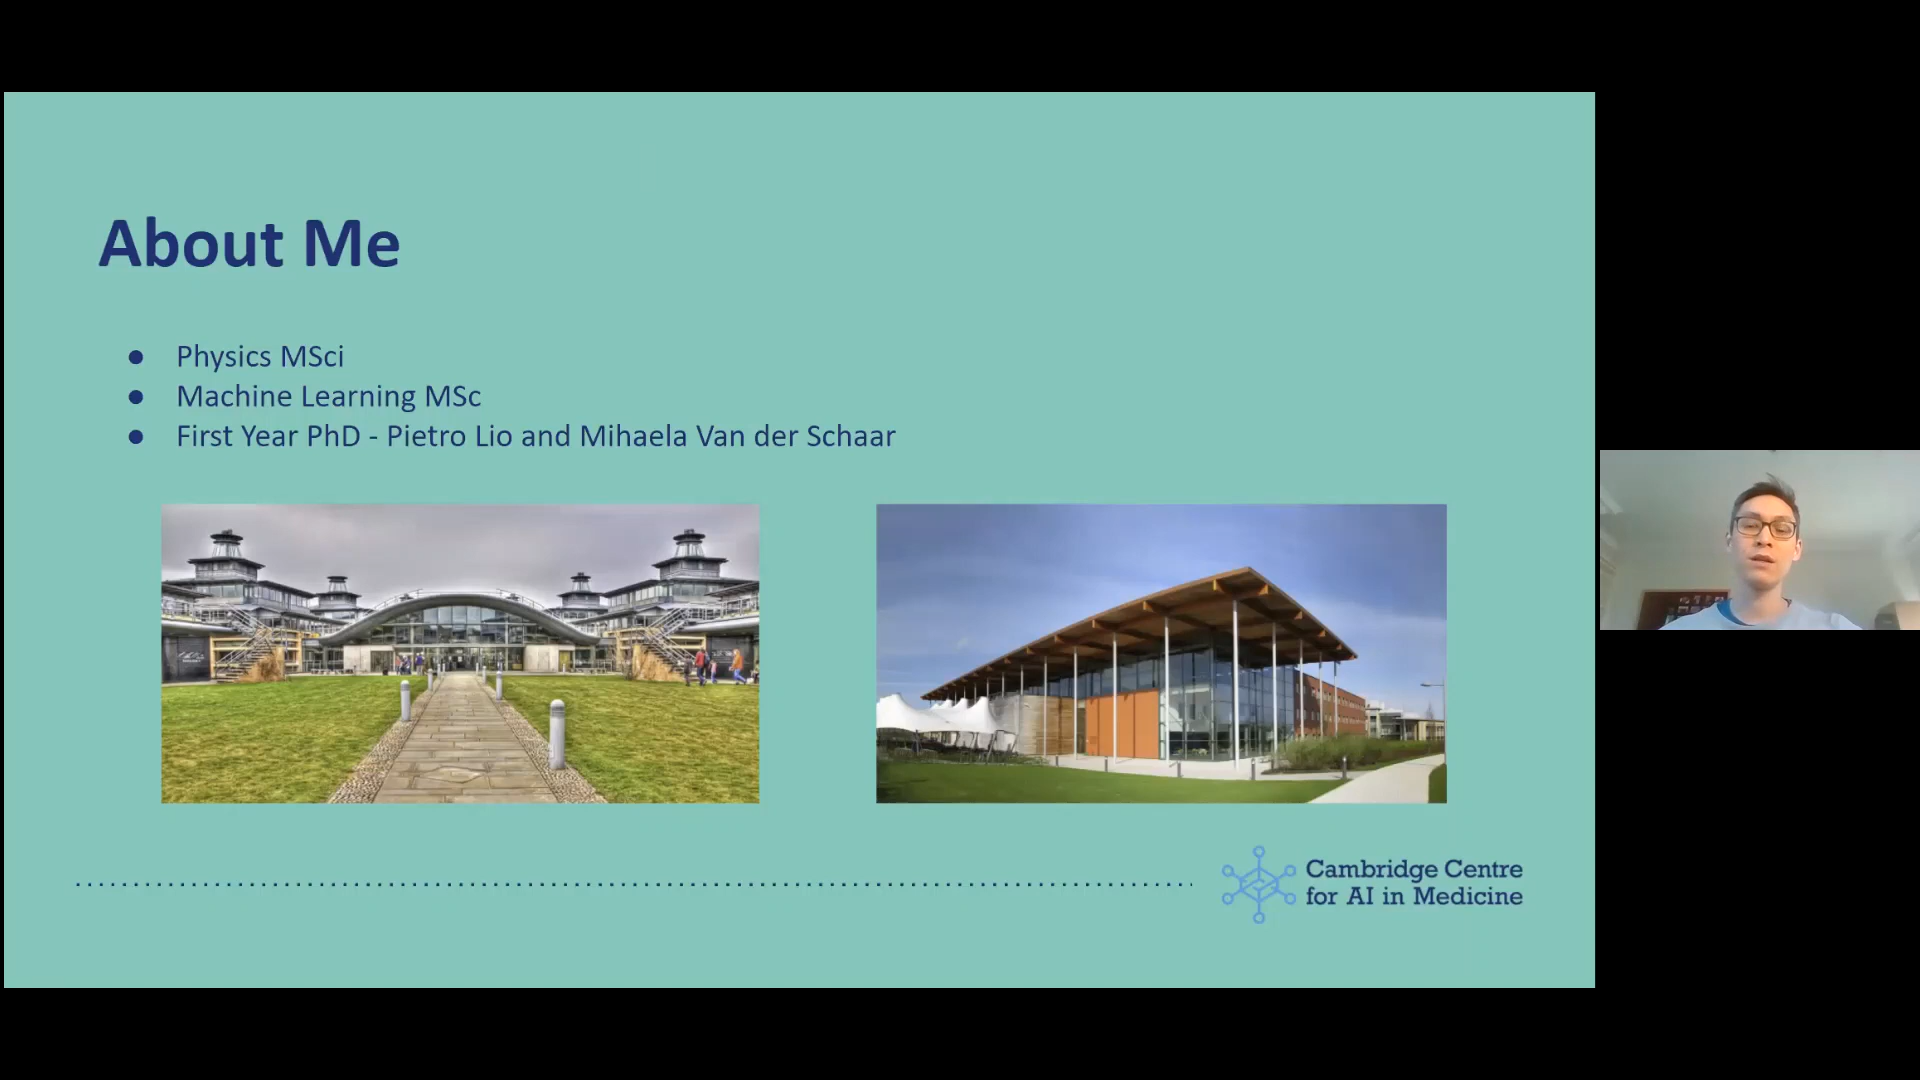 About Me
● Physics MSci
● Machine Learning MSc
● First Year PhD - Pietro Lio and Mihaela Van der Schaar
Cambridge Centre
for AI in Medicine